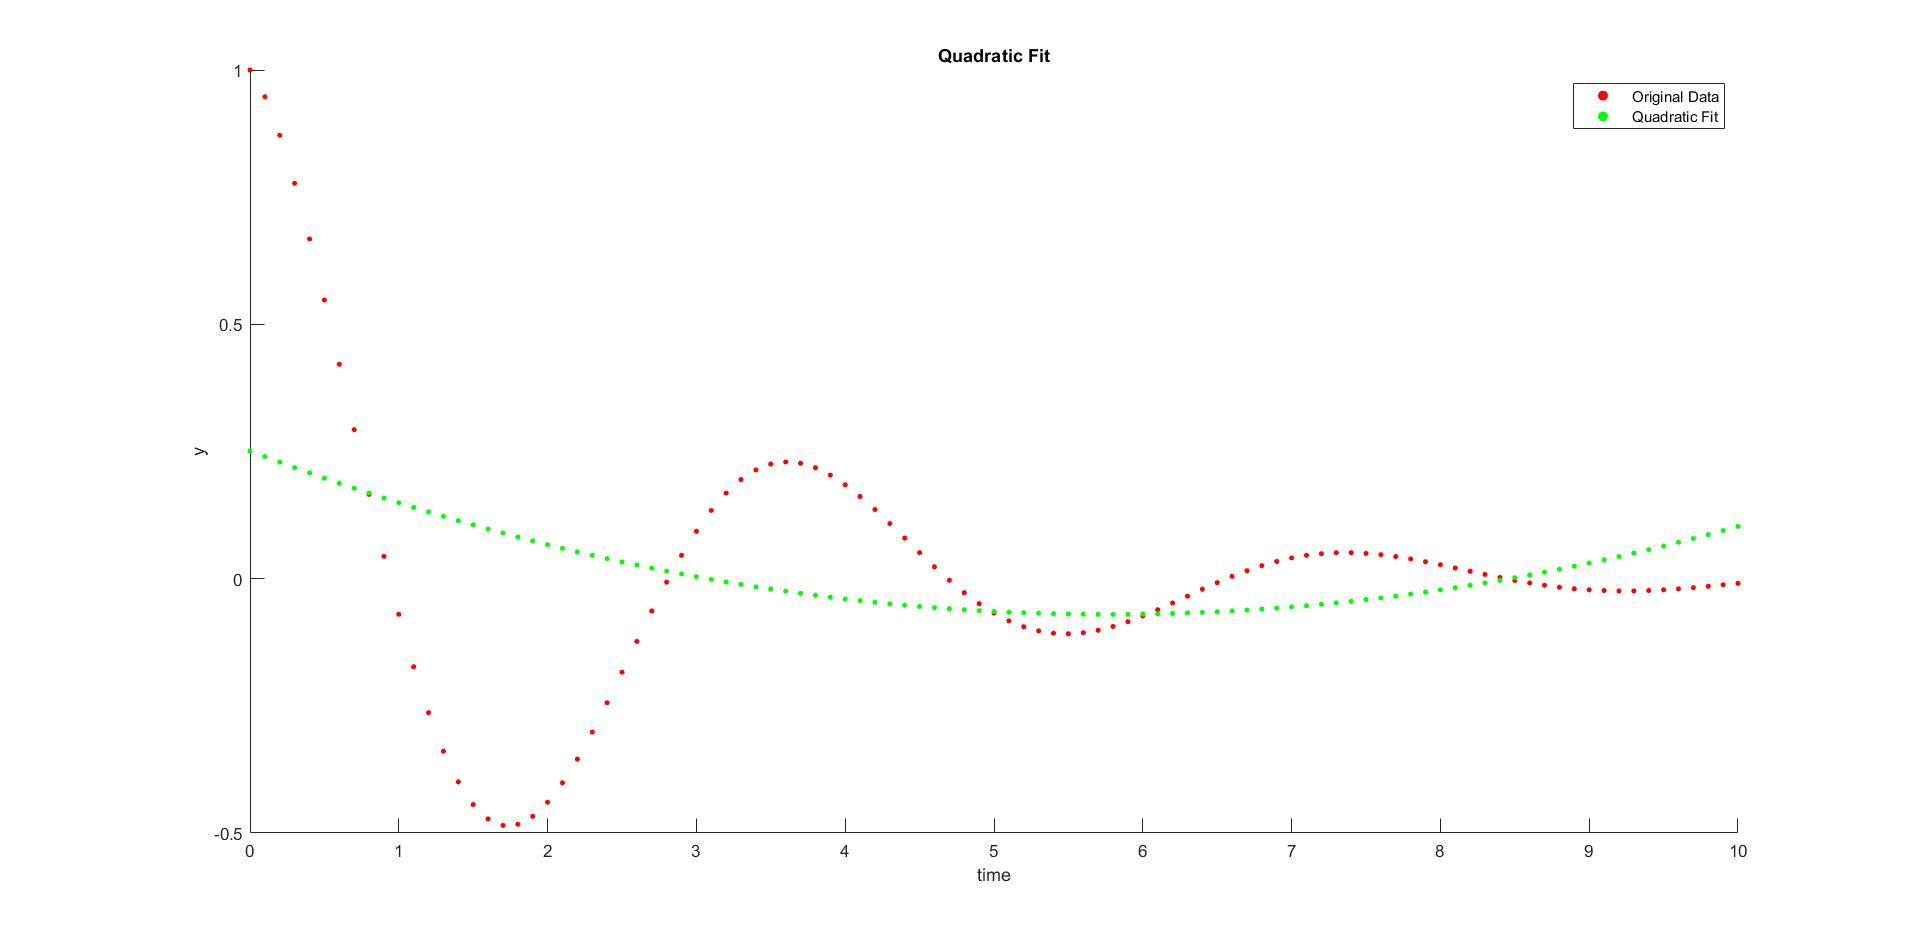 Quadratic Fit
Original Data
Quadratic Fit
1
0.5
0
-0.5
y
0 1 2 3 4 5 6 7 8 9 10
time